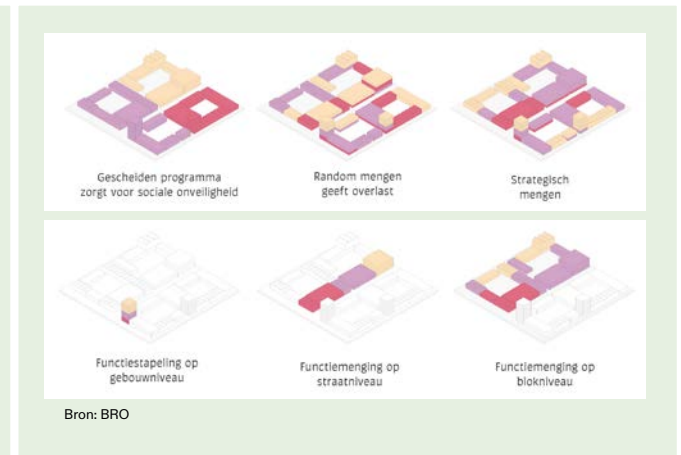 Gescheiden programma
zorgt voor sociale onveiligheid
Random mengen
geeft overlast
Strategisch
mengen
Functiestapeling op
gebouwniveau
Functiemenging op
straatniveau
Functiemenging op
blokniveau
Bron: BRO